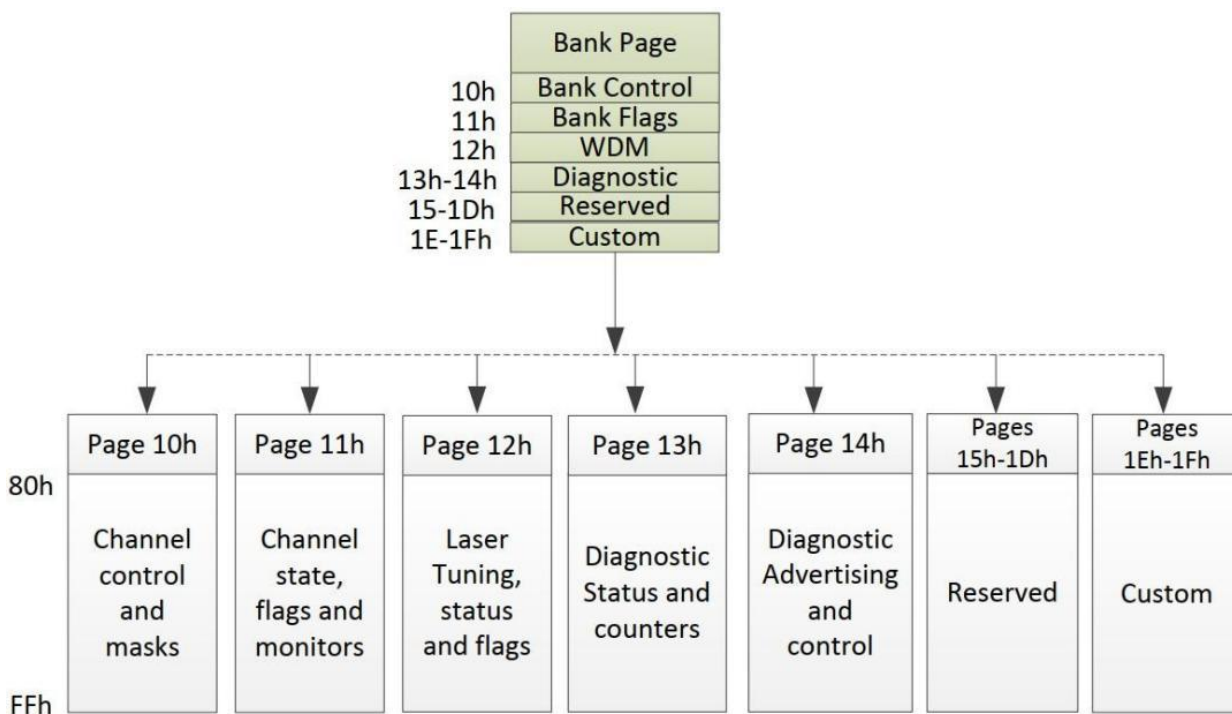 Bank Page
10h Bank Control
11h Bank Flags
12h WDM
13h-14h Diagnostic
15-1Dh Reserved
1E-1Fh Custom
Page 10h
Page 11h
Page 12h
Page 13h
Page 14h
Pages
15h-1Dh
Pages
1Eh-1Fh
80h
Channel
control
and
masks
Channel
state,
flags and
monitors
Laser
Tuning,
status
and flags
Diagnostic
Status and
counters
Diagnostic
Advertising
and
control
Reserved
Custom
FFh